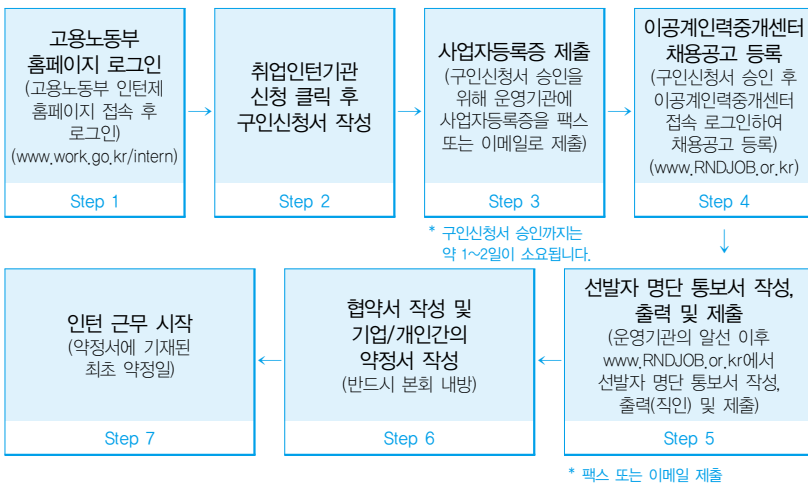 고용노동부
홈페이지 로그인
(고용노동부 인턴제
홈페이지 접속 후
로그인)
(www.work.go.kr/intern)
Step 1
취업인턴기관
신청 클릭 후
구인신청서 작성
Step 2
사업자등록증 제출
(구인신청서 승인을
위해 운영기관에
사업자등록증을 팩스
또는 이메일로 제출)
Step 3
* 구인신청서 승인까지는
약 1~2일이 소요됩니다.
이공계인력중개센터
채용공고 등록
(구인신청서 승인 후
이공계인력중개센터
접속 로그인하여
채용공고 등록)
(www.RNDJOB.or.kr)
Step 4
선발자 명단 통보서 작성,
출력 및 제출
(운영기관의 알선 이후
www.RNDJOB.or.kr에서
선발자 명단 통보서 작성,
출력(직인) 및 제출)
Step 5
* 팩스 또는 이메일 제출
협약서 작성 및
기업/개인간의
약정서 작성
(반드시 본회 내방)
Step 6
인턴 근무 시작
(약정서에 기재된
최초 약정일)
Step 7